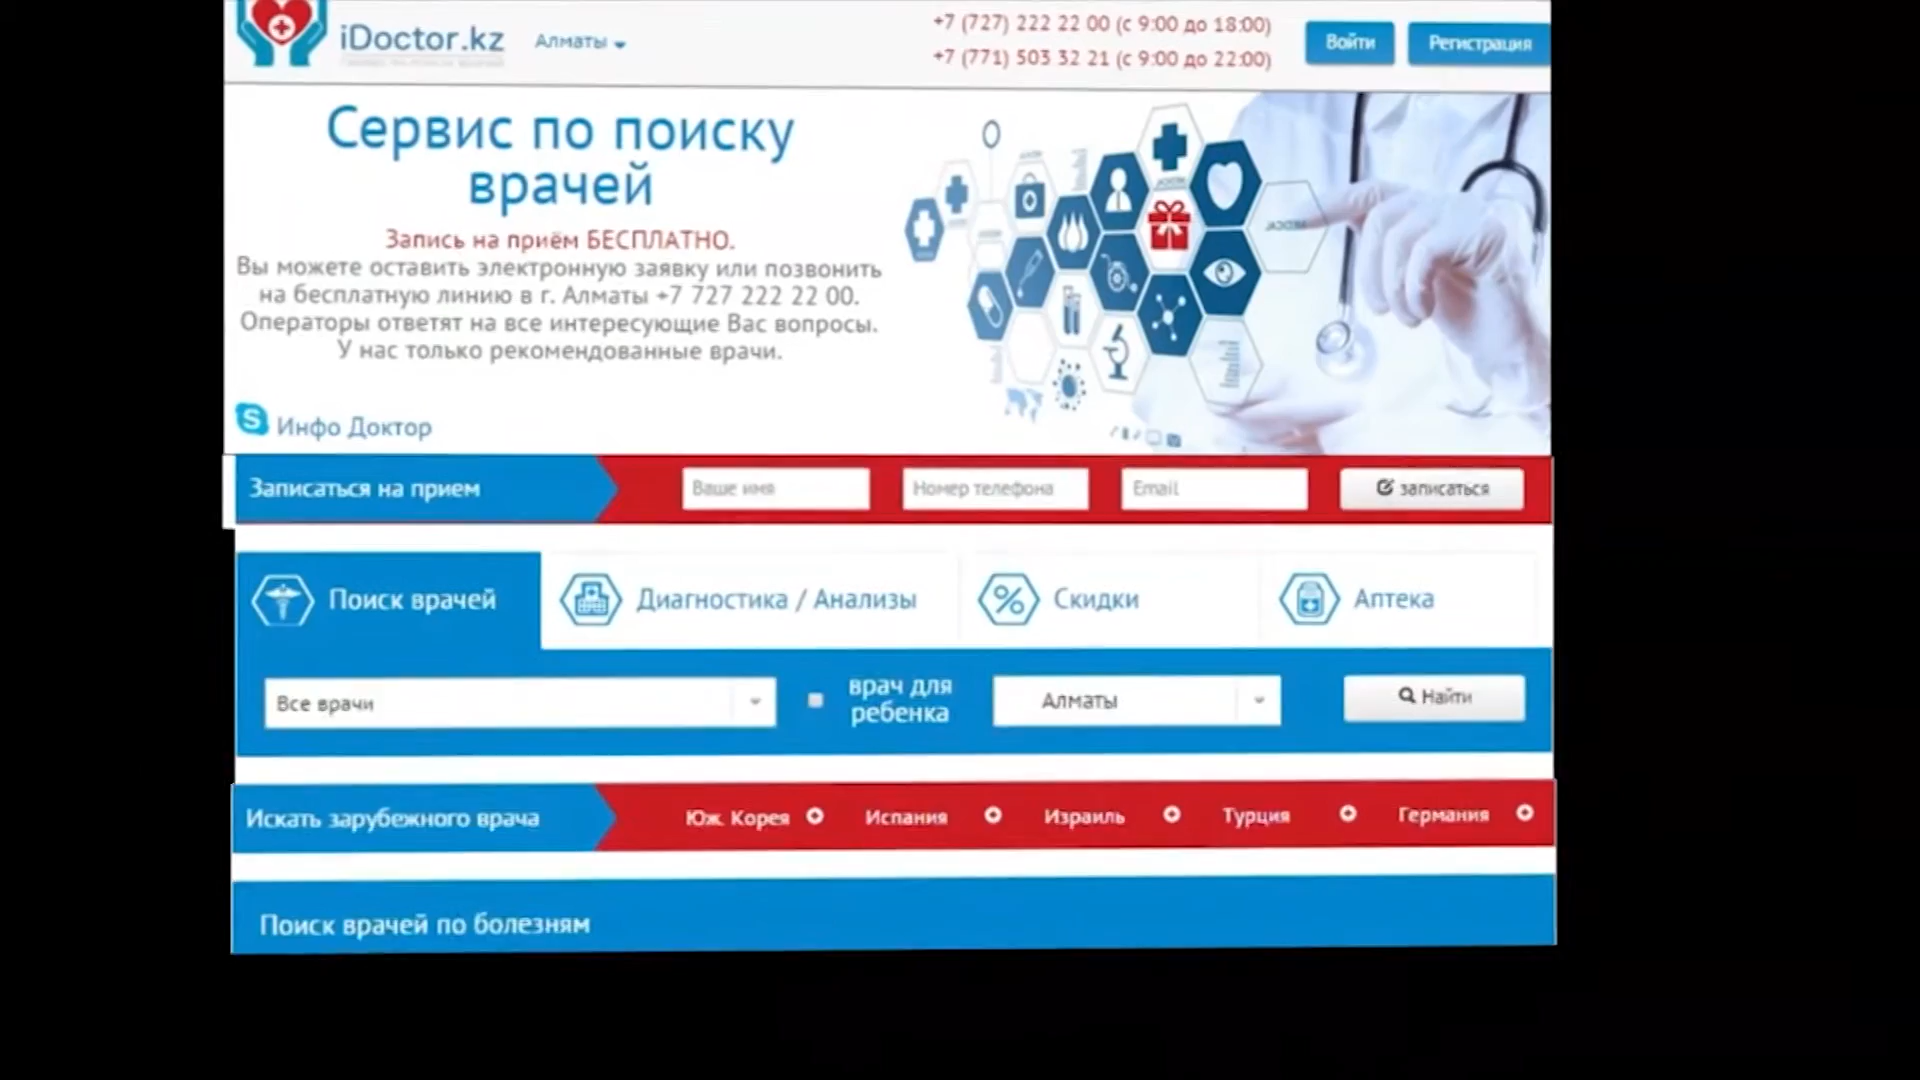 iDoctor.kz
Алматы
+7 (727) 222 22 00 (с 9:00 до 18:00)
+7 (771) 503 32 21 (с 9:00 до 22:00)
Войти
Регистрация
Сервис по поиску
врачей
Запись на приём БЕСПЛАТНО.
Вы можете оставить электронную заявку или позвонить
на бесплатную линию в г. Алматы +7 727 222 22 00.
Операторы ответят на все интересующие Вас вопросы.
У нас только рекомендованные врачи.
Инфо Доктор
Записаться на прием
Ваше имя
Номер телефона
Email
записаться
Поиск врачей
Диагностика / Анализы
Скидки
Аптека
Все врачи
врач для
ребенка
Алматы
Найти
Искать зарубежного врача
Юж. Корея
Испания
Израиль
Турция
Германия
Поиск врачей по болезням